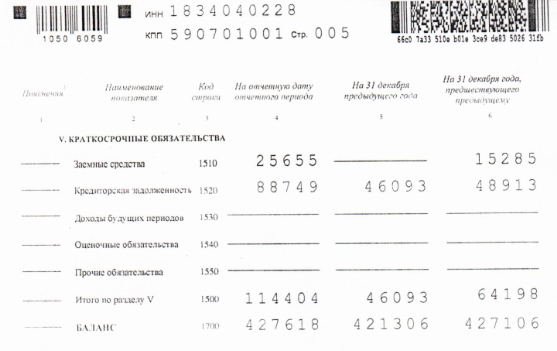 ИНН 1834040228
1050 6059
КПП 590701001 Стр. 005
66c0 7a33 510e b01e 3ce9 de83 5026 31fb
Пояснения Наименование показателя Код строки На отчетную дату отчетного периода На 31 декабря предыдущего года На 31 декабря года, предшествующего предыдущему
1 2 3 4 5 6
V. КРАТКОСРОЧНЫЕ ОБЯЗАТЕЛЬСТВА
Заемные средства 1510 25655 15285
Кредиторская задолженность 1520 88749 46093 48913
Доходы будущих периодов 1530
Оценочные обязательства 1540
Прочие обязательства 1550
Итого по разделу V 1500 114404 46093 64198
БАЛАНС 1700 427618 421306 427106